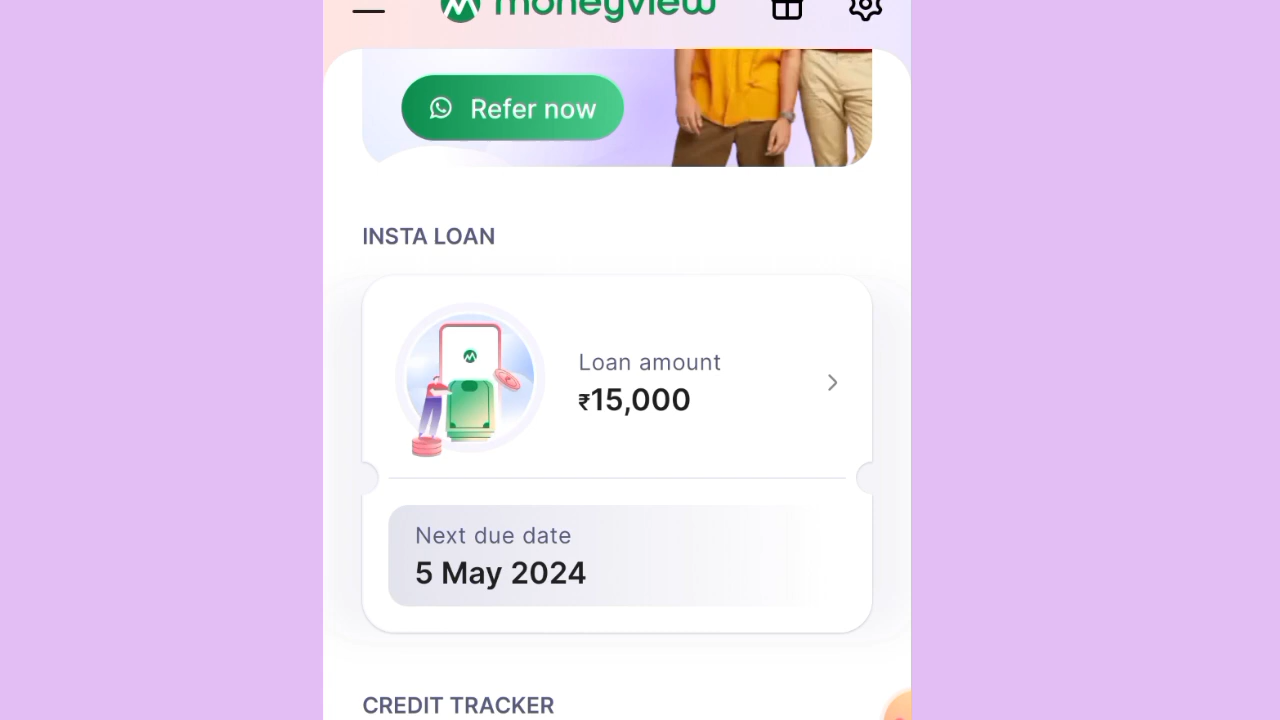 moneyview
Refer now
INSTA LOAN
Loan amount
₹15,000
Next due date
5 May 2024
CREDIT TRACKER